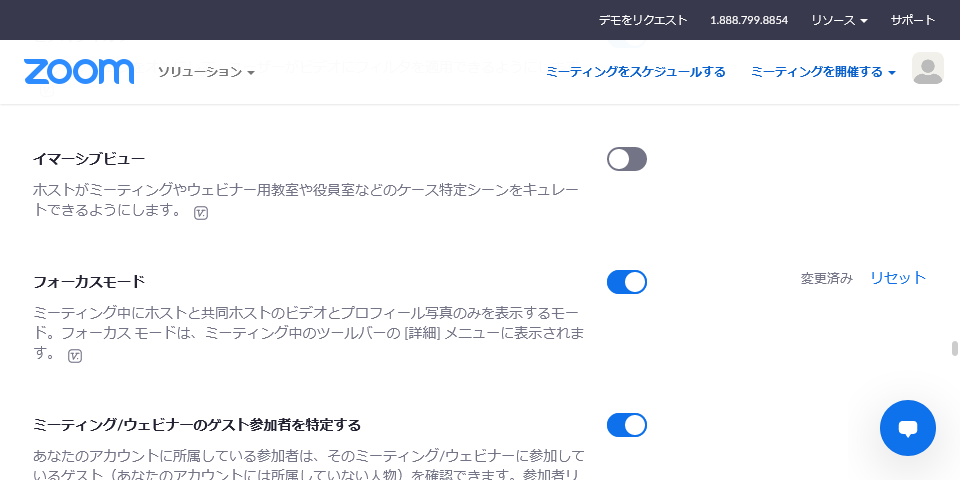 デモをリクエスト 1.888.799.8854 リソース サポート
zoom ソリューション ミーティングをスケジュールする ミーティングを開催する
イマーシブビュー
ホストがミーティングやウェビナー用教室や役員室などのケース特定シーンをキュレー
トできるようにします。
フォーカスモード 変更済み リセット
ミーティング中にホストと共同ホストのビデオとプロフィール写真のみを表示するモー
ド。フォーカス モードは、ミーティング中のツールバーの [詳細] メニューに表示されま
す。
ミーティング/ウェビナーのゲスト参加者を特定する
あなたのアカウントに所属している参加者は、そのミーティング/ウェビナーに参加して
いるゲスト（あなたのアカウントには所属していない人物）を確認できます。参加者リ